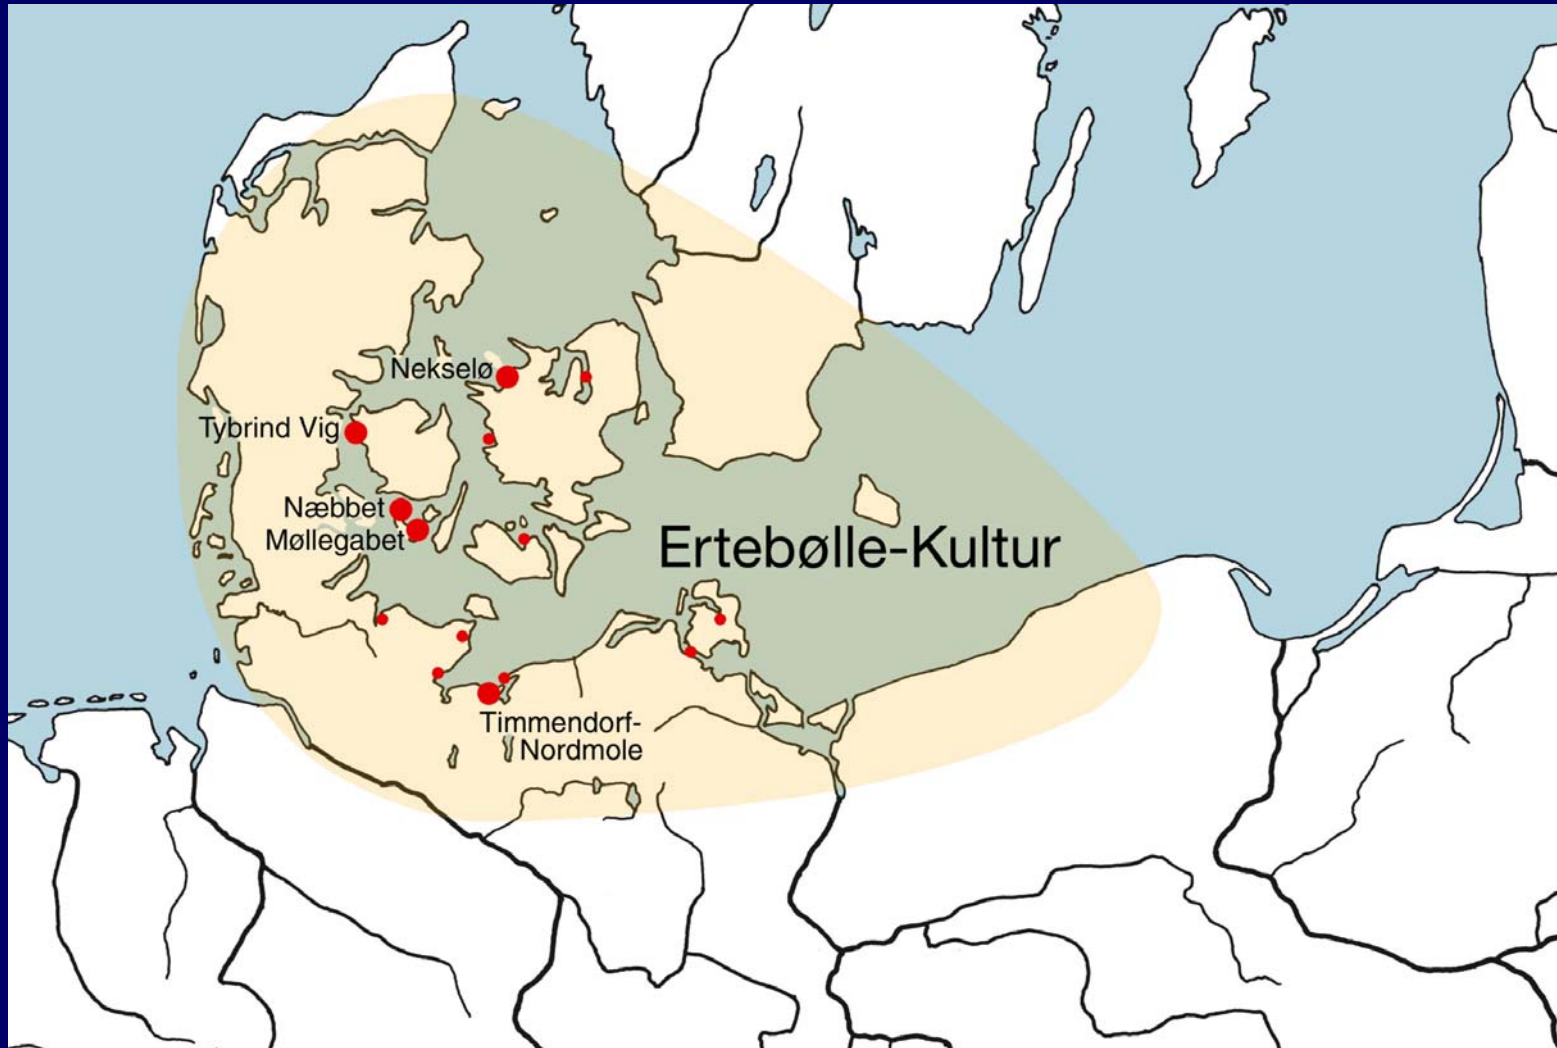 Nekselø
Tybrind Vig
Næbbet
Møllegabet
Ertebølle-Kultur
Timmendorf-
Nordmole